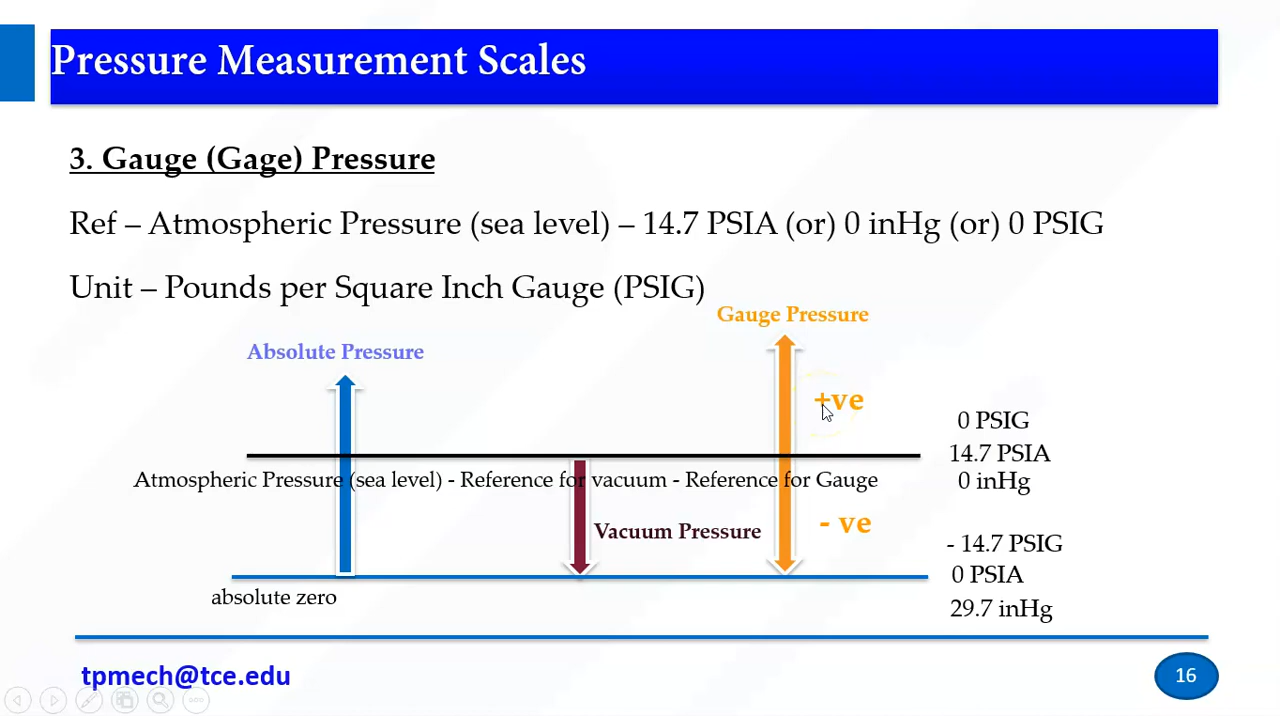 Pressure Measurement Scales
3. Gauge (Gage) Pressure
Ref – Atmospheric Pressure (sea level) – 14.7 PSIA (or) 0 inHg (or) 0 PSIG
Unit – Pounds per Square Inch Gauge (PSIG)
Gauge Pressure
Absolute Pressure
+ve
0 PSIG
14.7 PSIA
Atmospheric Pressure (sea level) - Reference for vacuum - Reference for Gauge
0 inHg
- ve
Vacuum Pressure
- 14.7 PSIG
0 PSIA
absolute zero
29.7 inHg
tpmech@tce.edu
16